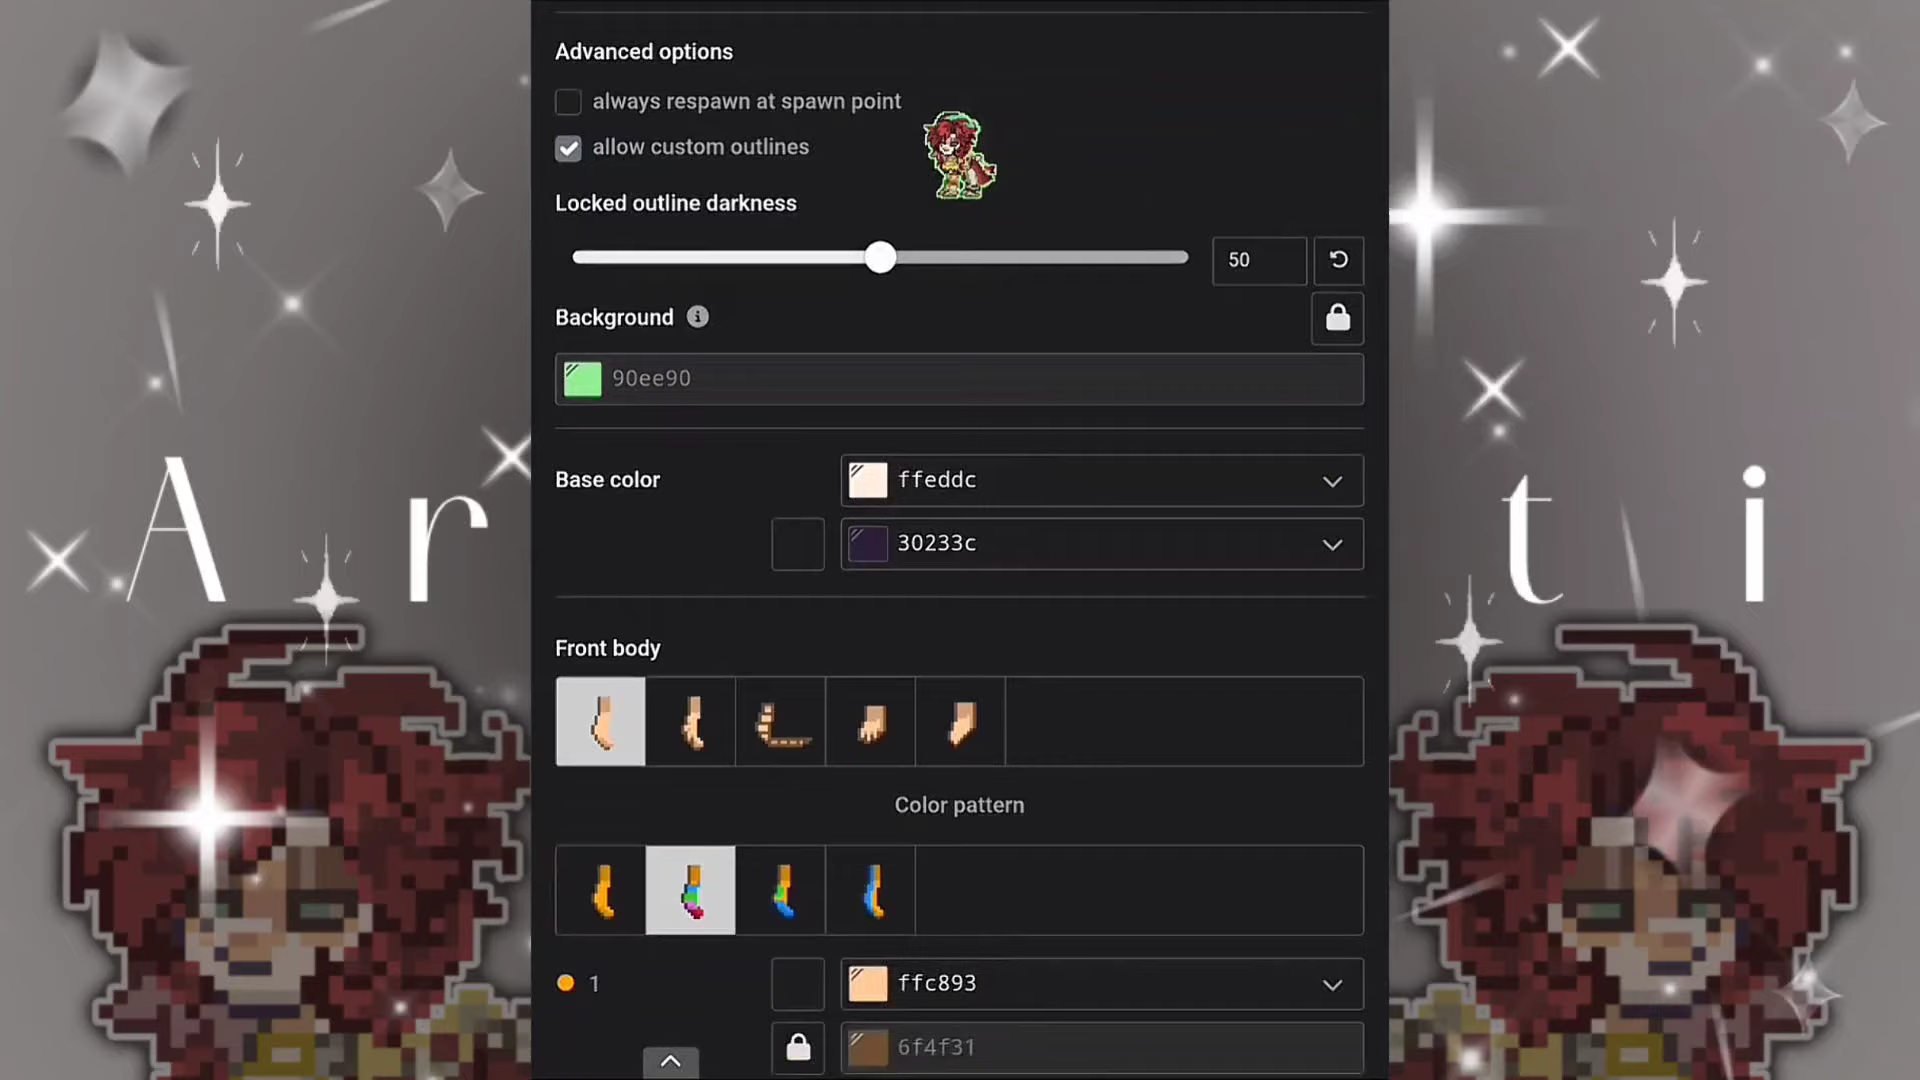 Advanced options
always respawn at spawn point
allow custom outlines
Locked outline darkness
50
Background
90ee90
Base color
ffeddc
30233c
A r t i
Front body
Color pattern
1
ffc893
6f4f31